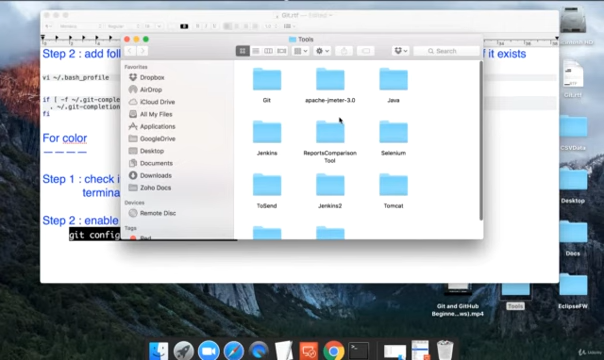 Git.rtf — Edited
Step 2 : add foll
f it exists
vi ~/.bash_profile
if [ -f ~/.git-comple
. ~/.git-completion
fi
For color
— — — —
Step 1 : check i
termina
Step 2 : enable
git config
Tools
Search
Favorites
Dropbox
AirDrop
iCloud Drive
All My Files
Applications
GoogleDrive
Desktop
Documents
Downloads
Zoho Docs
Devices
Remote Disc
Tags
Red
Git
apache-jmeter-3.0
Java
Jenkins
ReportsComparison
Tool
Selenium
ToSend
Jenkins2
Tomcat
Git.rtf
CSVData
Desktop
Docs
EclipseFW
Git and GitHub
Beginne...ws).mp4
Tools